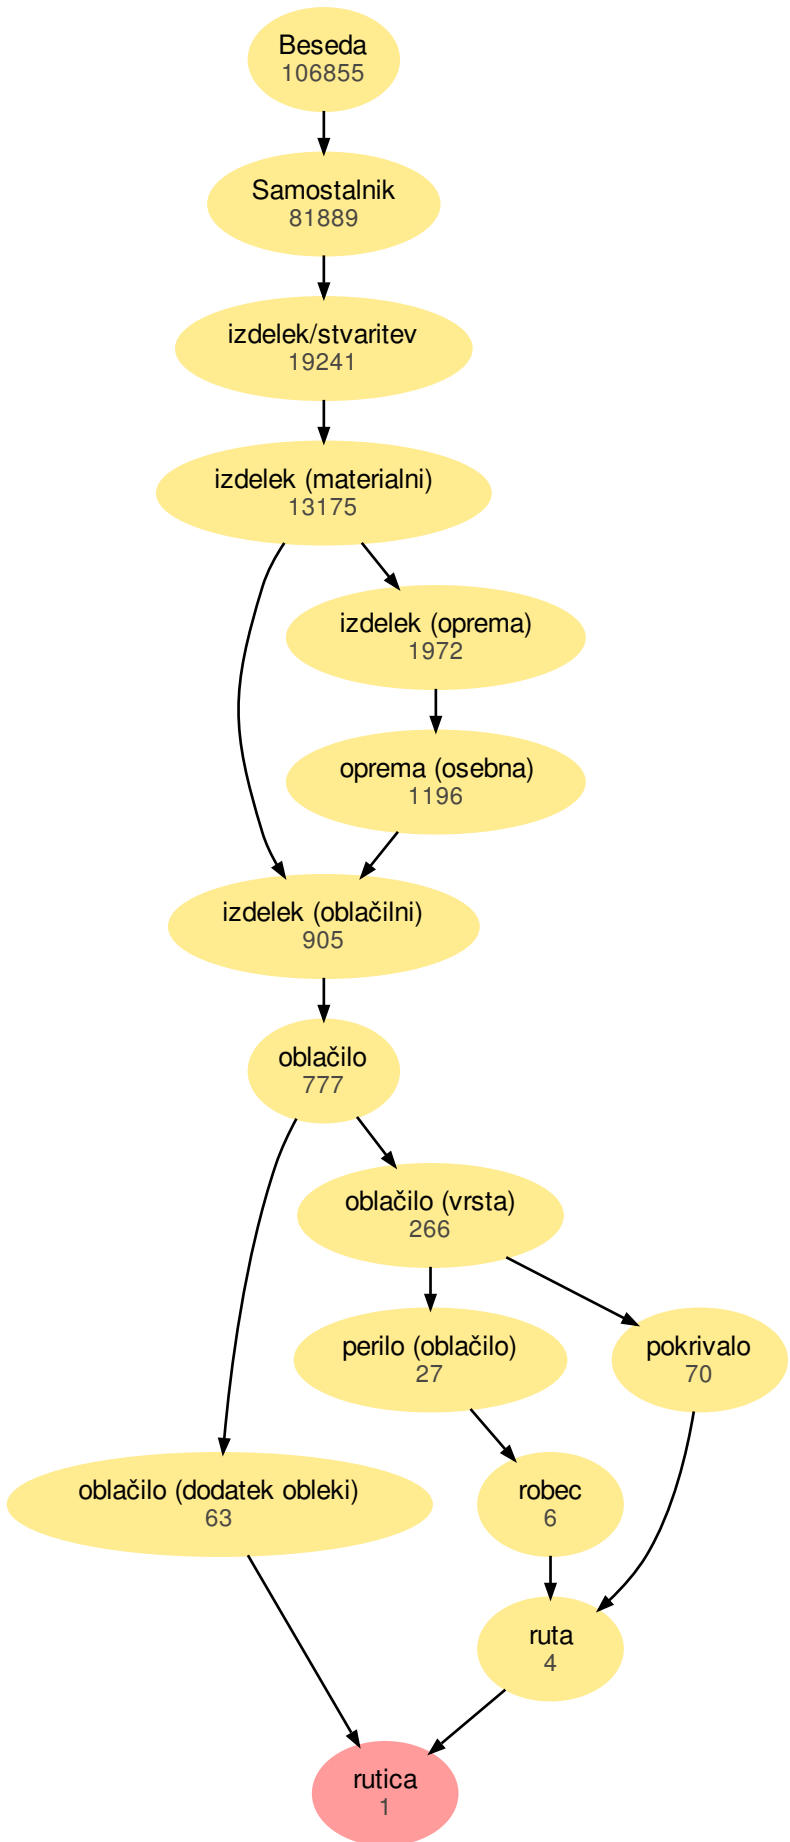 Beseda
106855
Samostalnik
81889
izdelek/stvaritev
19241
izdelek (materialni)
13175
izdelek (oprema)
1972
oprema (osebna)
1196
izdelek (oblačilni)
905
oblačilo
777
oblačilo (vrsta)
266
perilo (oblačilo)
27
pokrivalo
70
oblačilo (dodatek obleki)
63
robec
6
ruta
4
rutica
1